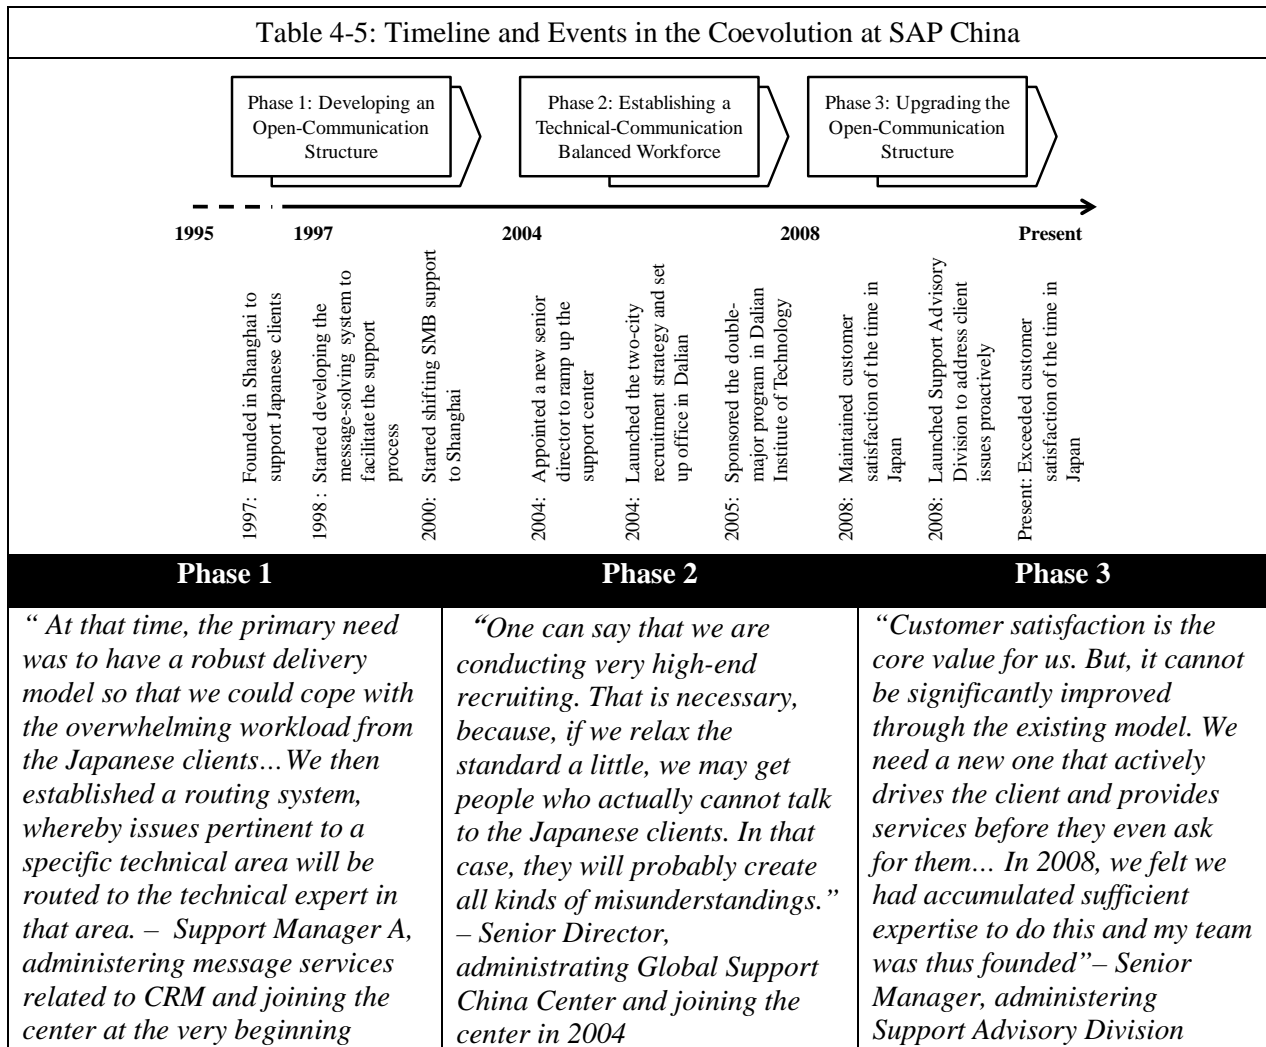 Table 4-5: Timeline and Events in the Coevolution at SAP China
Phase 1: Developing an
Open-Communication
Structure
Phase 2: Establishing a
Technical-Communication
Balanced Workforce
Phase 3: Upgrading the
Open-Communication
Structure
1995
1997
2004
2008
Present
1997: Founded in Shanghai to
support Japanese clients
1998 : Started developing the
message-solving system to
facilitate the support
process
2000: Started shifting SMB support
to Shanghai
2004: Appointed a new senior
director to ramp up the
support center
2004: Launched the two-city
recruitment strategy and set
up office in Dalian
2005: Sponsored the double-
major program in Dalian
Institute of Technology
2008: Maintained customer
satisfaction of the time in
Japan
2008: Launched Support Advisory
Division to address client
issues proactively
Present: Exceeded customer
satisfaction of the time in
Japan
Phase 1
Phase 2
Phase 3
“ At that time, the primary need
was to have a robust delivery
model so that we could cope with
the overwhelming workload from
the Japanese clients…We then
established a routing system,
whereby issues pertinent to a
specific technical area will be
routed to the technical expert in
that area. – Support Manager A,
administering message services
related to CRM and joining the
center at the very beginning
“One can say that we are
conducting very high-end
recruiting. That is necessary,
because, if we relax the
standard a little, we may get
people who actually cannot talk
to the Japanese clients. In that
case, they will probably create
all kinds of misunderstandings.”
– Senior Director,
administrating Global Support
China Center and joining the
center in 2004
“Customer satisfaction is the
core value for us. But, it cannot
be significantly improved
through the existing model. We
need a new one that actively
drives the client and provides
services before they even ask
for them… In 2008, we felt we
had accumulated sufficient
expertise to do this and my team
was thus founded”– Senior
Manager, administering
Support Advisory Division